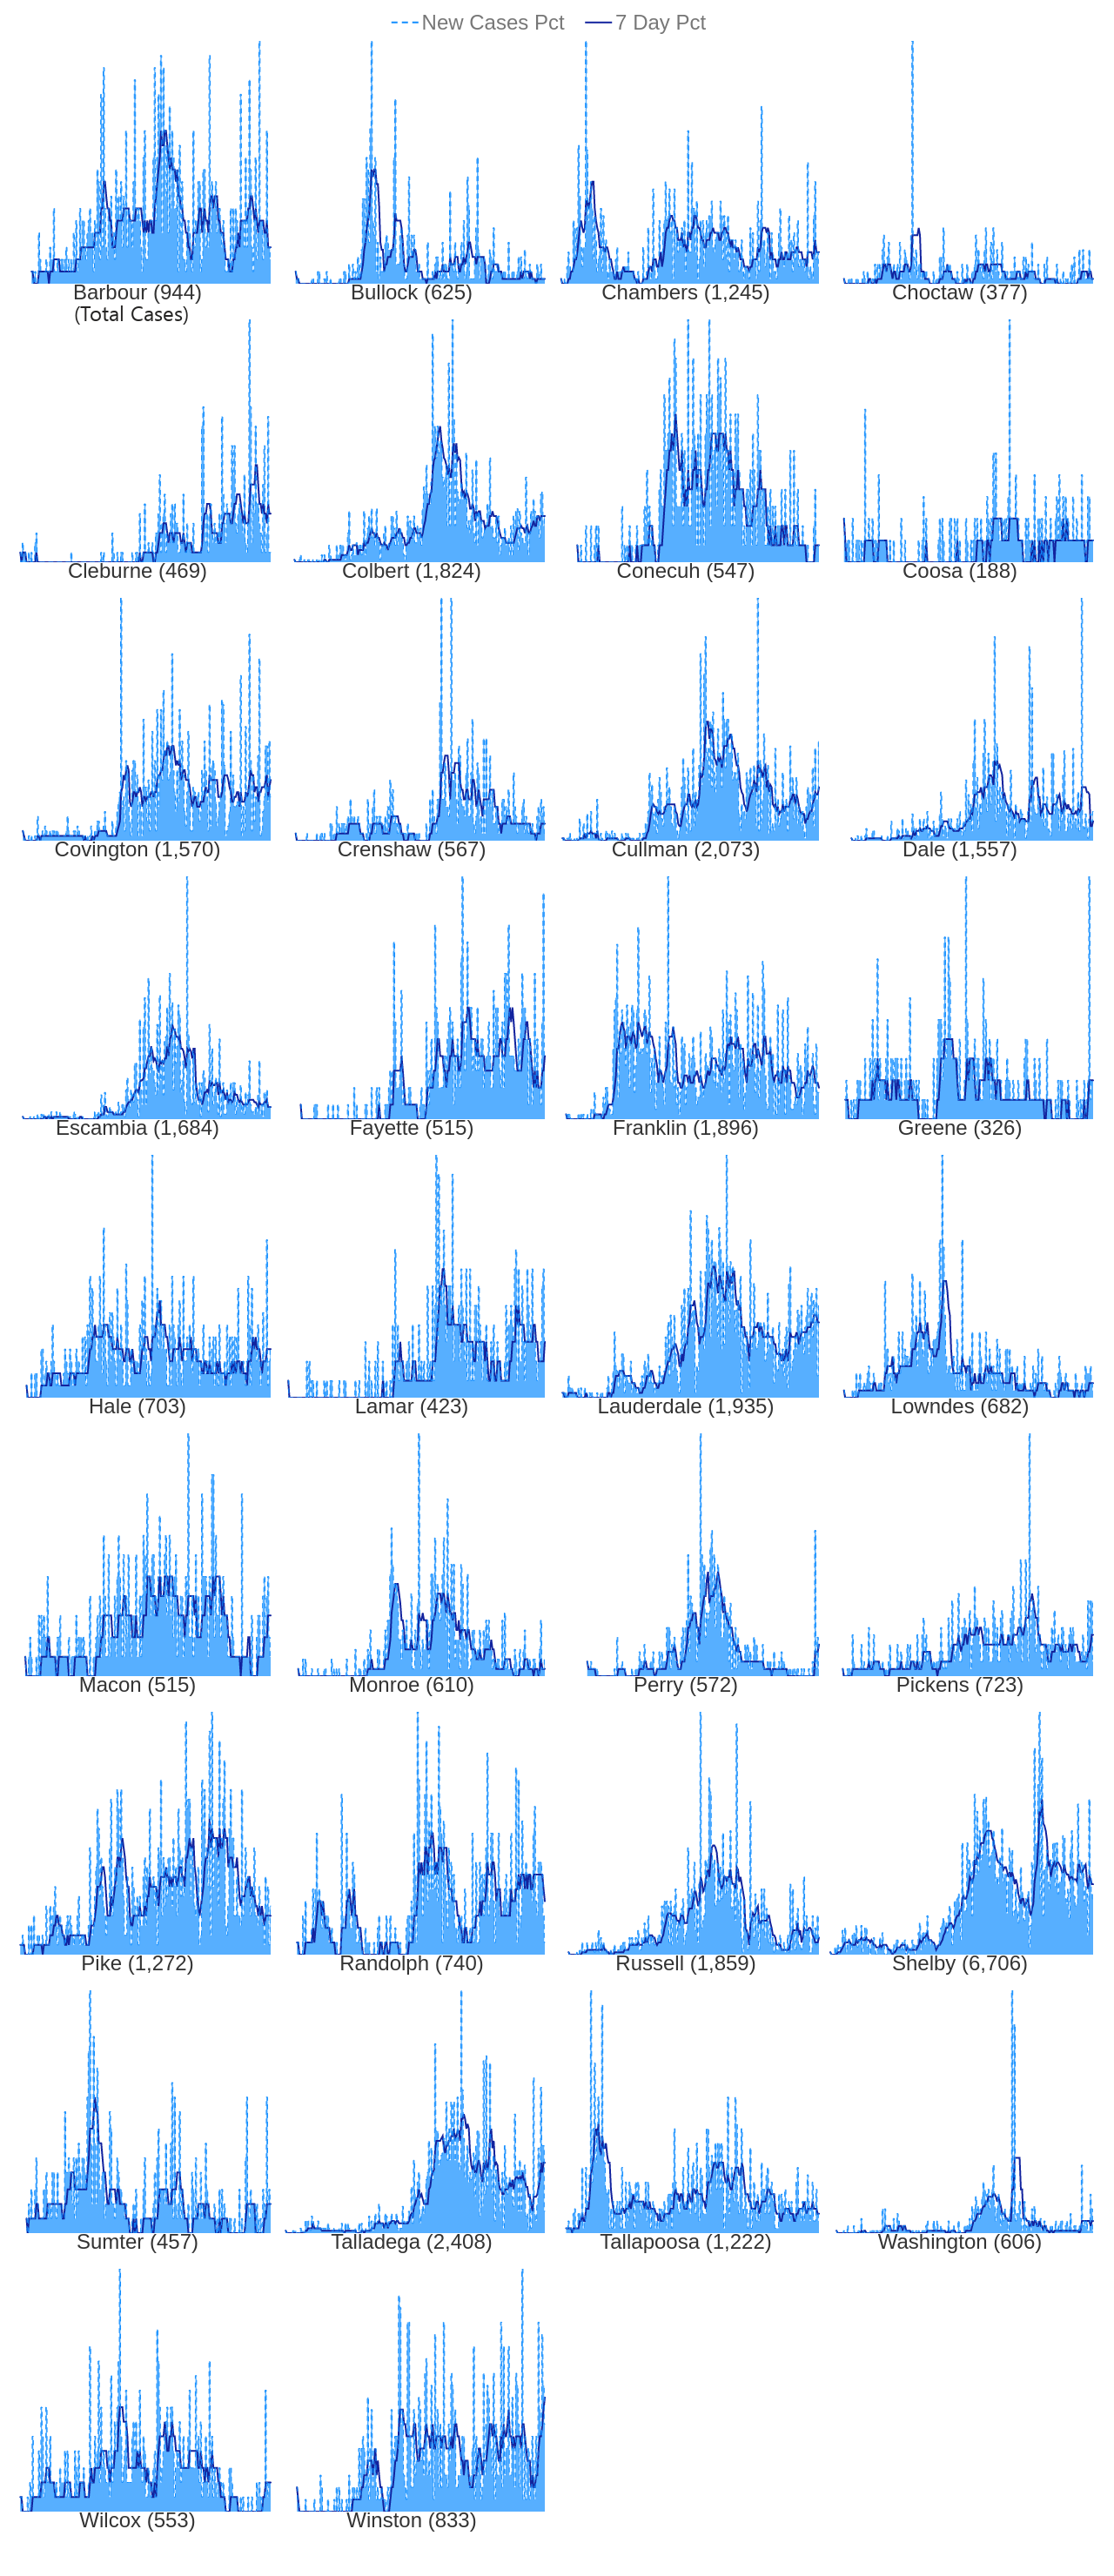 New Cases Pct 7 Day Pct
Barbour (944) Bullock (625) Chambers (1,245) Choctaw (377)
(Total Cases)
Cleburne (469) Colbert (1,824) Conecuh (547) Coosa (188)
Covington (1,570) Crenshaw (567) Cullman (2,073) Dale (1,557)
Escambia (1,684) Fayette (515) Franklin (1,896) Greene (326)
Hale (703) Lamar (423) Lauderdale (1,935) Lowndes (682)
Macon (515) Monroe (610) Perry (572) Pickens (723)
Pike (1,272) Randolph (740) Russell (1,859) Shelby (6,706)
Sumter (457) Talladega (2,408) Tallapoosa (1,222) Washington (606)
Wilcox (553) Winston (833)